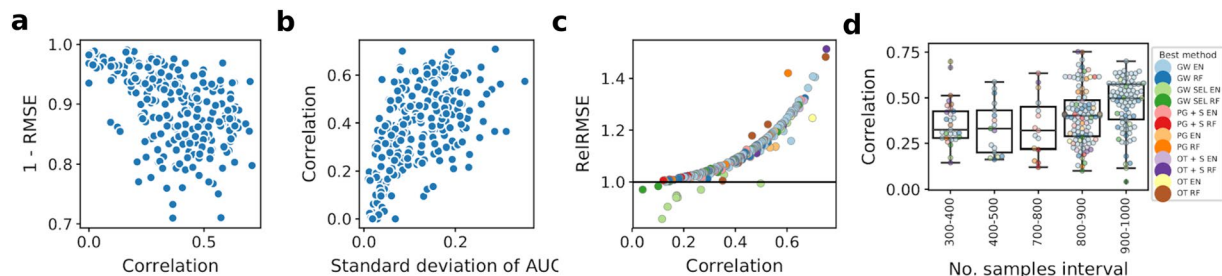 a
1 - RMSE
1.0
0.9
0.8
0.7
0.0
0.5
Correlation
b
Correlation
0.6
0.4
0.2
0.0
0.0
0.2
Standard deviation of AUC
c
RelRMSE
1.4
1.2
1.0
0.0
0.2
0.4
0.6
Correlation
d
Correlation
0.75
0.50
0.25
0.00
300-400
400-500
700-800
800-900
900-1000
No. samples interval
Best method
GW EN
GW RF
GW SEL EN
GW SEL RF
PG + S EN
PG + S RF
PG EN
PG RF
OT + S EN
OT + S RF
OT EN
OT RF